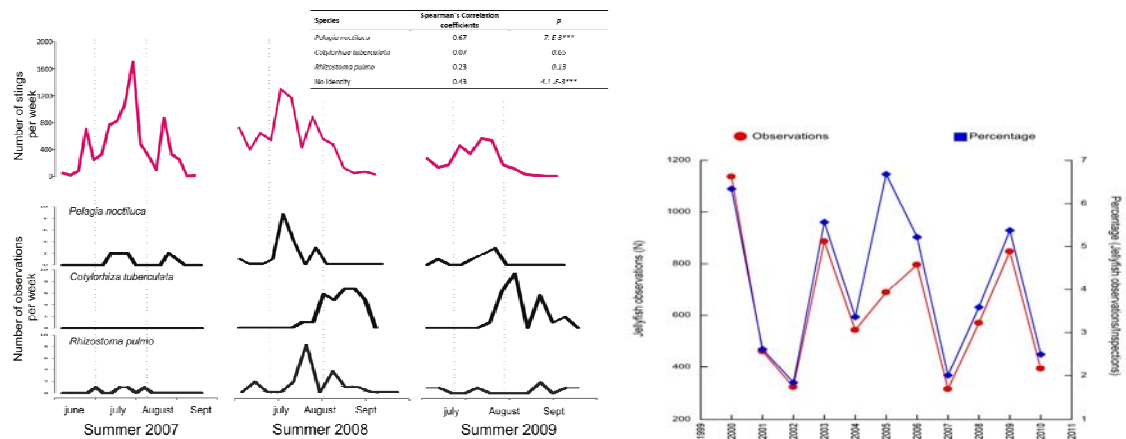 Species Spearman's Correlation coefficients p
Pelagia noctiluca 0.67
Cotylorhiza tuberculata 0.07 0.65
Rhizostoma pulmo 0.23 0.13
No Identity 0.43
Number of stings per week
2000
1600
1200
800
400
0
Number of observations per week
Pelagia noctiluca
Cotylorhiza tuberculata
Rhizostoma pulmo
june july August Sept
july August Sept
july August Sept
Summer 2007 Summer 2008 Summer 2009
Observations Percentage
Jellyfish observations (N)
1200
1000
800
600
400
200
Percentage (Jellyfish observations/Inspections)
7
6
5
4
3
2
1
1999 2000 2001 2002 2003 2004 2005 2006 2007 2008 2009 2010 2011